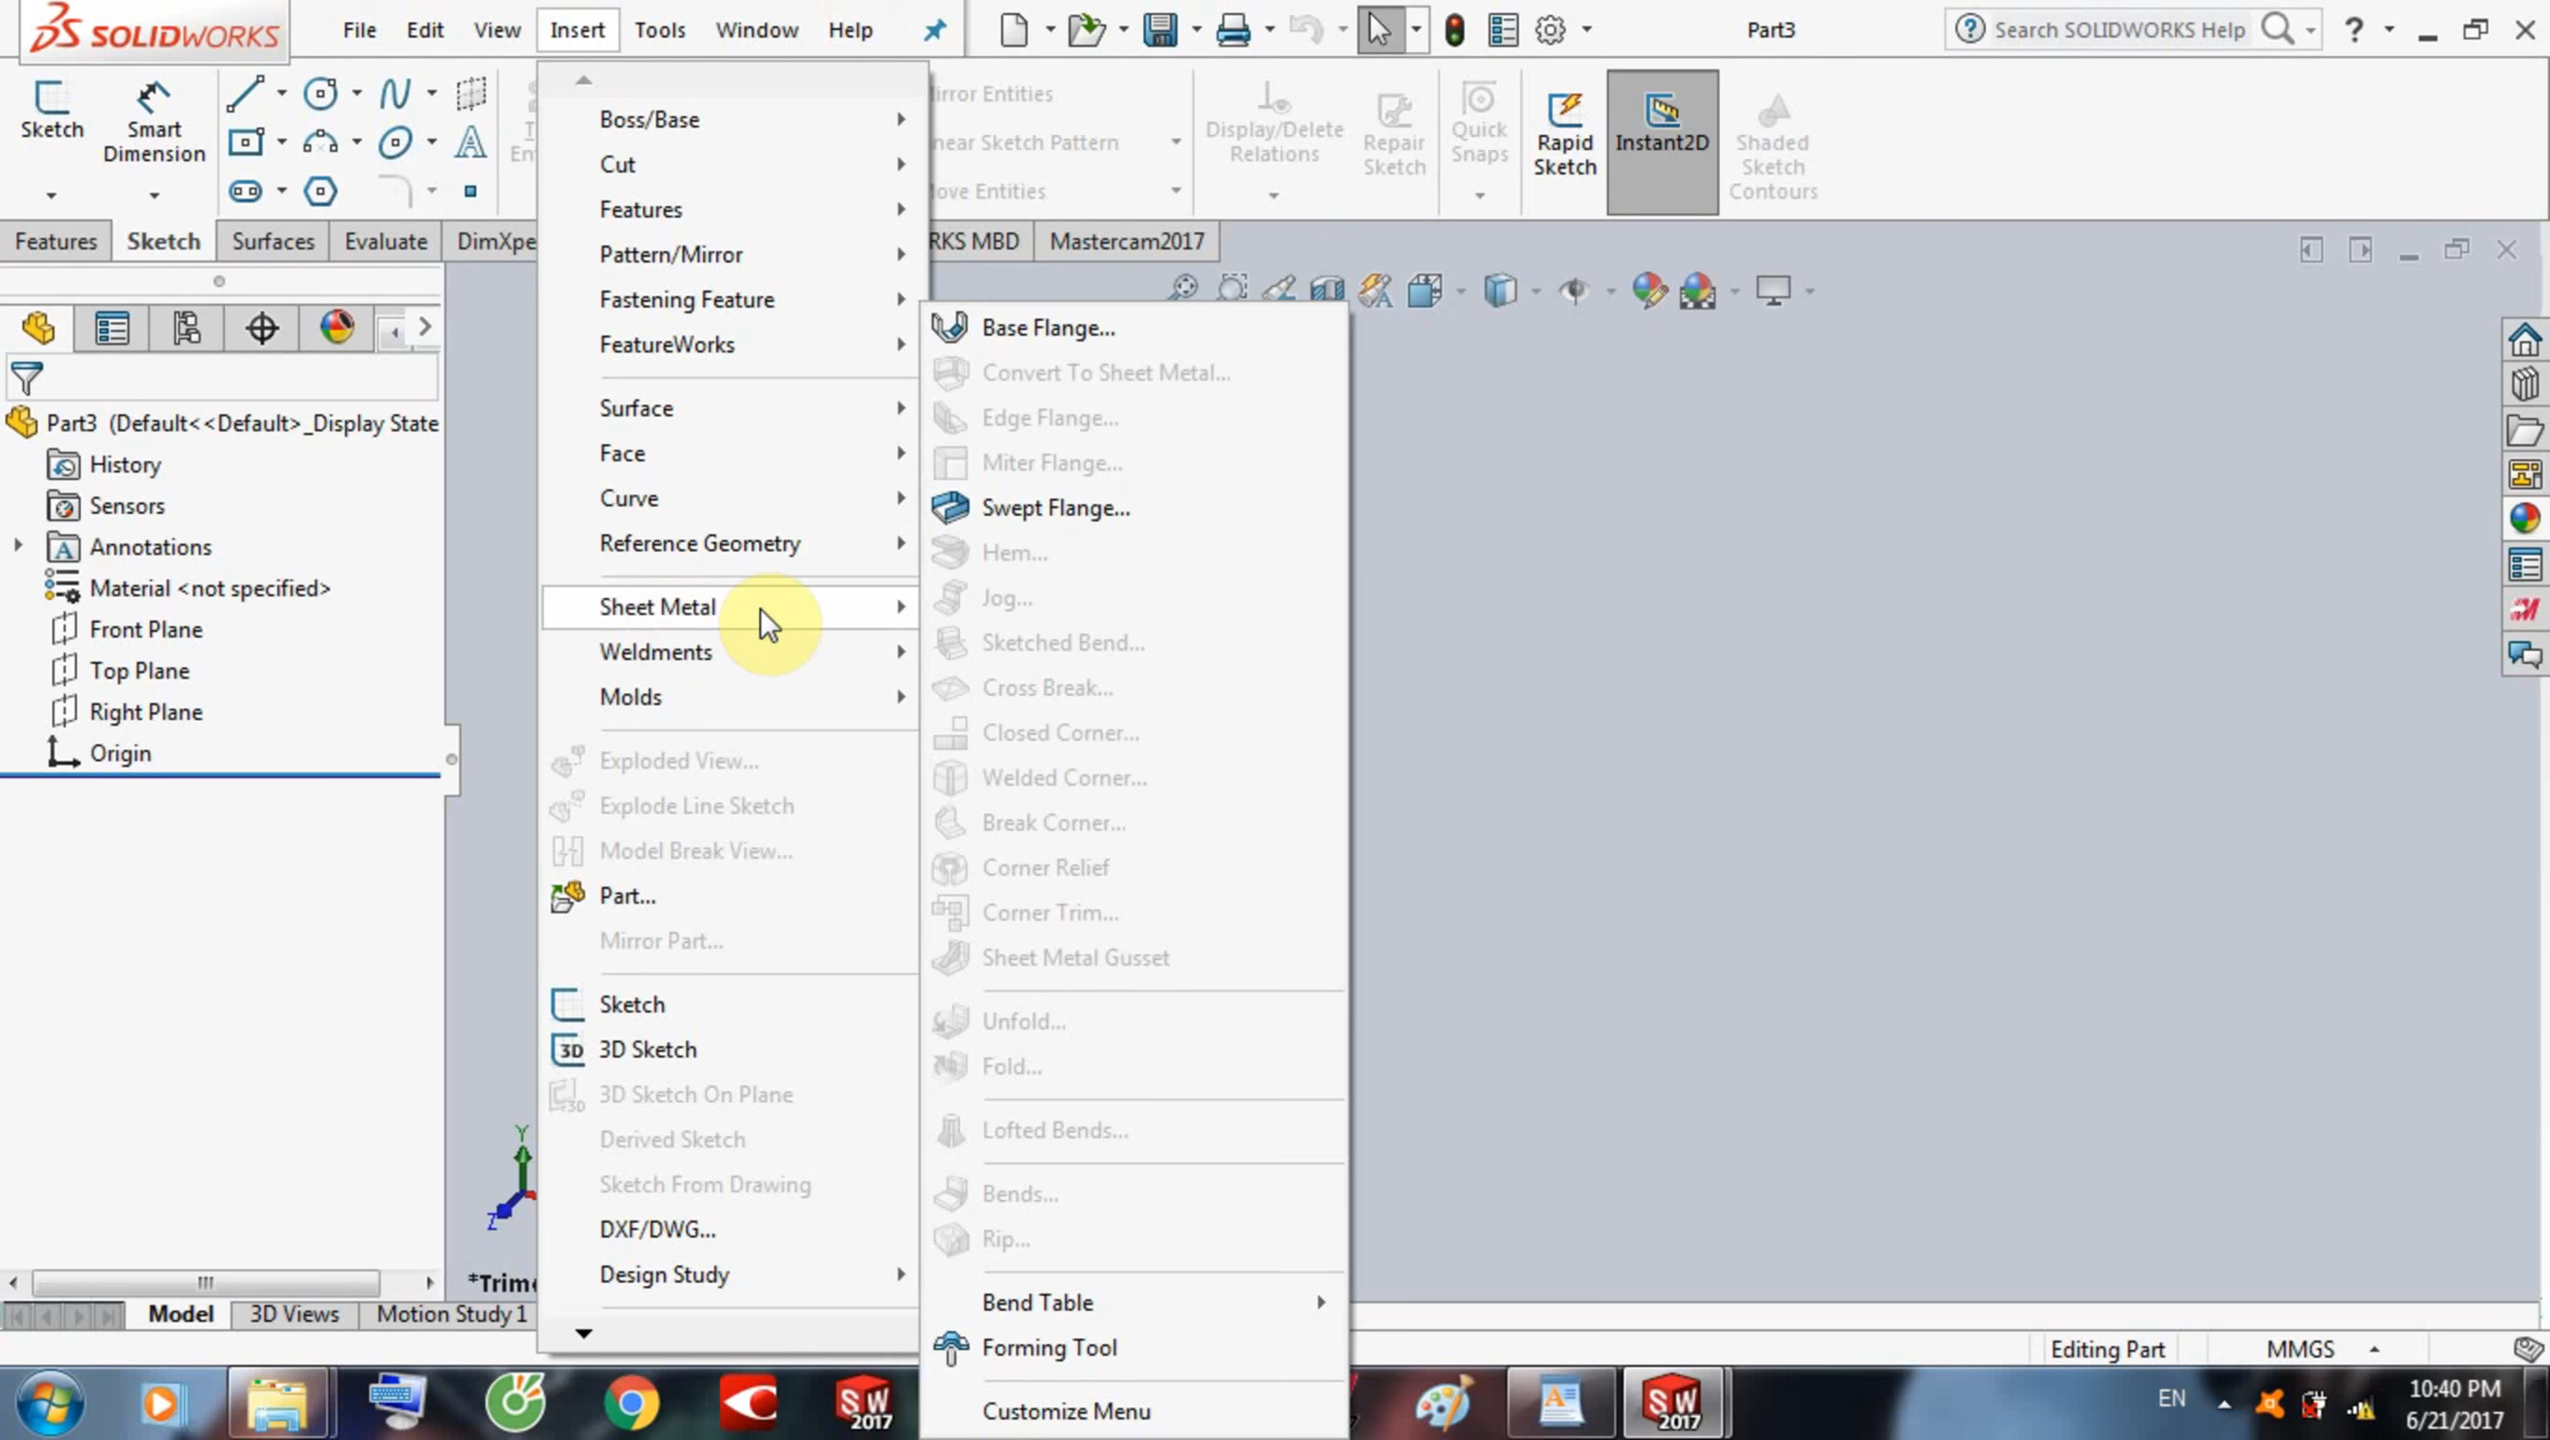 SOLIDWORKS File Edit View Insert Tools Window Help Part3 Search SOLIDWORKS Help ?
Sketch
Smart
Dimension
Mirror Entities
Linear Sketch Pattern
Move Entities
Display/Delete
Relations
Repair
Sketch
Quick
Snaps
Rapid
Sketch
Instant2D
Shaded
Sketch
Contours
Features Sketch Surfaces Evaluate DimXpe RKS MBD Mastercam2017
Part3 (Default<<Default>_Display State
History
Sensors
Annotations
Material <not specified>
Front Plane
Top Plane
Right Plane
Origin
Boss/Base
Cut
Features
Pattern/Mirror
Fastening Feature
FeatureWorks
Surface
Face
Curve
Reference Geometry
Sheet Metal
Weldments
Molds
Exploded View...
Explode Line Sketch
Model Break View...
Part...
Mirror Part...
Sketch
3D 3D Sketch
3D Sketch On Plane
Derived Sketch
Sketch From Drawing
DXF/DWG...
Design Study
Base Flange...
Convert To Sheet Metal...
Edge Flange...
Miter Flange...
Swept Flange...
Hem...
Jog...
Sketched Bend...
Cross Break...
Closed Corner...
Welded Corner...
Break Corner...
Corner Relief
Corner Trim...
Sheet Metal Gusset
Unfold...
Fold...
Lofted Bends...
Bends...
Rip...
Bend Table
Forming Tool
Customize Menu
Y
Z
*Trim
Model 3D Views Motion Study 1
Editing Part MMGS
SW
2017
SW
2017
EN
10:40 PM
6/21/2017